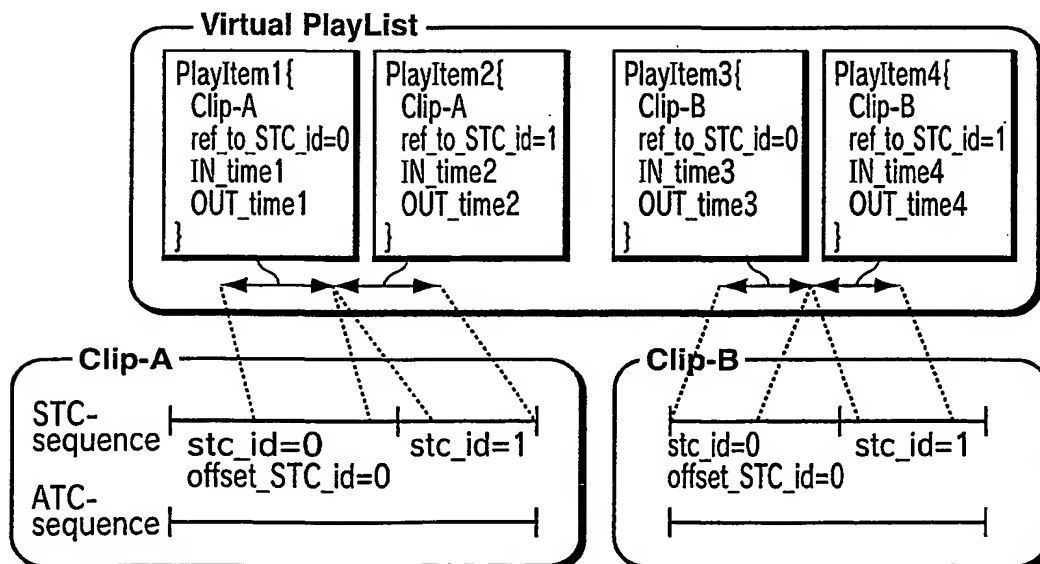 Virtual PlayList
PlayItem1{
Clip-A
ref_to_STC_id=0
IN_time1
OUT_time1
}
PlayItem2{
Clip-A
ref_to_STC_id=1
IN_time2
OUT_time2
}
PlayItem3{
Clip-B
ref_to_STC_id=0
IN_time3
OUT_time3
}
PlayItem4{
Clip-B
ref_to_STC_id=1
IN_time4
OUT_time4
}
Clip-A
STC-
sequence
stc_id=0
offset_STC_id=0
stc_id=1
ATC-
sequence
Clip-B
stc_id=0
offset_STC_id=0
stc_id=1